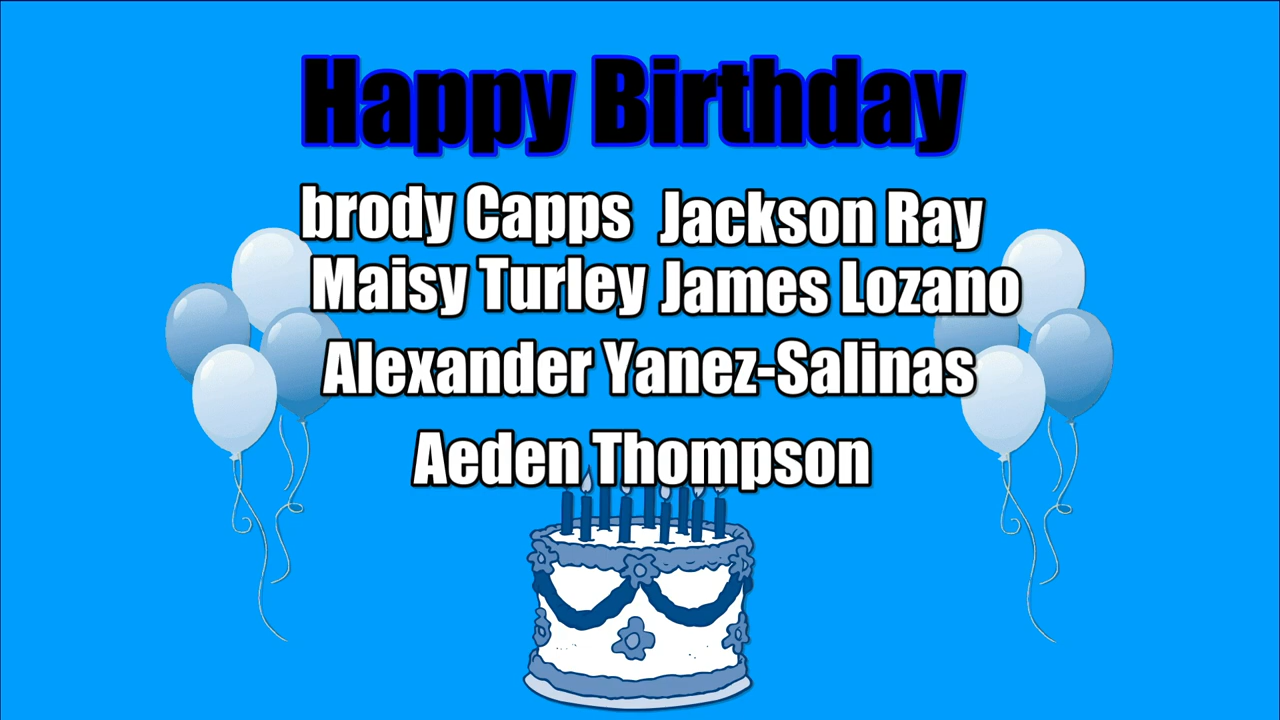 Happy Birthday
brody Capps Jackson Ray
Maisy Turley James Lozano
Alexander Yanez-Salinas
Aeden Thompson